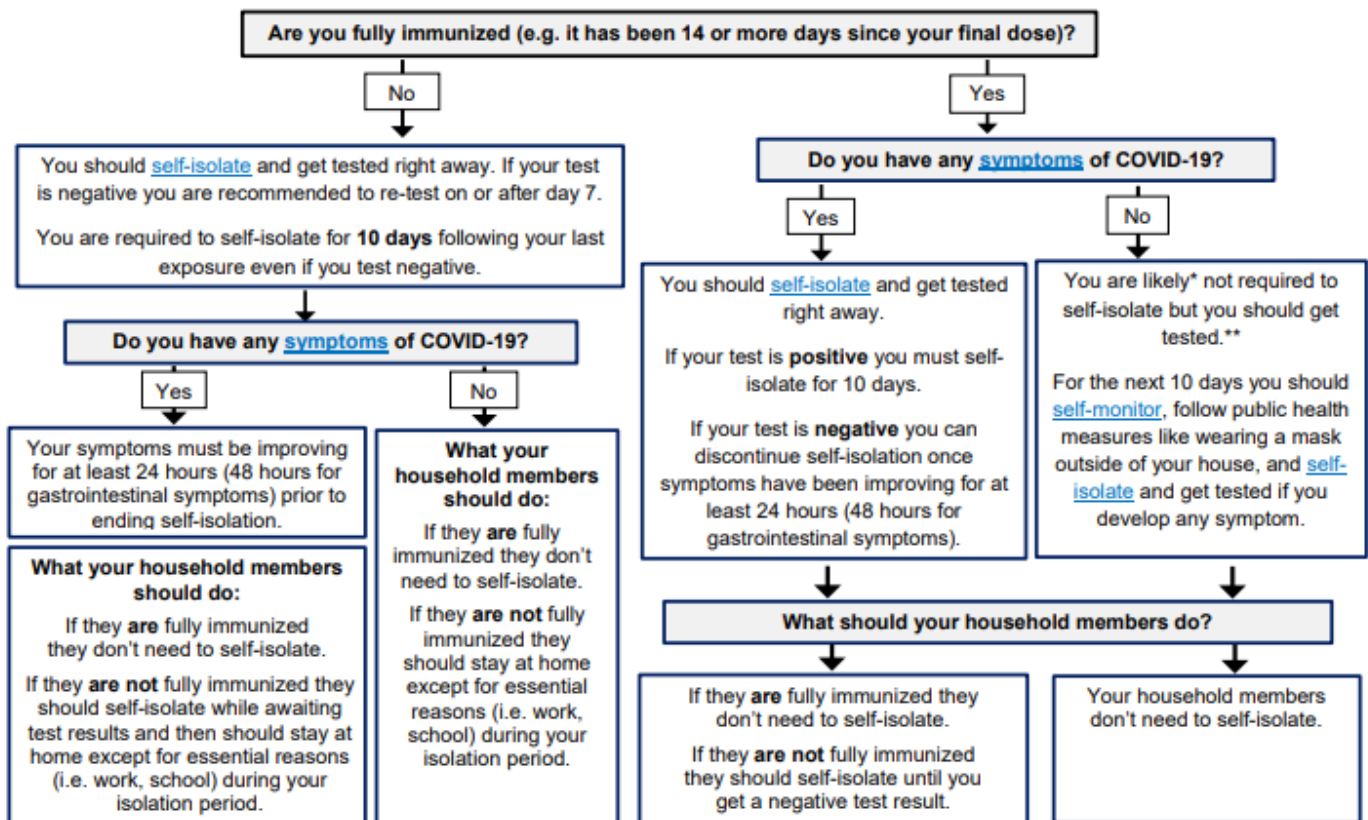 Are you fully immunized (e.g. it has been 14 or more days since your final dose)?
No
Yes
You should self-isolate and get tested right away. If your test
is negative you are recommended to re-test on or after day 7.
You are required to self-isolate for 10 days following your last
exposure even if you test negative.
Do you have any symptoms of COVID-19?
Yes
No
Your symptoms must be improving
for at least 24 hours (48 hours for
gastrointestinal symptoms) prior to
ending self-isolation.
What your household members
should do:
If they are fully immunized
they don't need to self-isolate.
If they are not fully immunized they
should self-isolate while awaiting
test results and then should stay at
home except for essential reasons
(i.e. work, school) during your
isolation period.
What your
household members
should do:
If they are fully
immunized they don't
need to self-isolate.
If they are not fully
immunized they
should stay at home
except for essential
reasons (i.e. work,
school) during your
isolation period.
Do you have any symptoms of COVID-19?
Yes
No
You should self-isolate and get tested
right away.
If your test is positive you must self-
isolate for 10 days.
If your test is negative you can
discontinue self-isolation once
symptoms have been improving for at
least 24 hours (48 hours for
gastrointestinal symptoms).
You are likely* not required to
self-isolate but you should get
tested.**
For the next 10 days you should
self-monitor, follow public health
measures like wearing a mask
outside of your house, and self-
isolate and get tested if you
develop any symptom.
What should your household members do?
If they are fully immunized they
don't need to self-isolate.
If they are not fully immunized
they should self-isolate until you
get a negative test result.
Your household members
don't need to self-isolate.